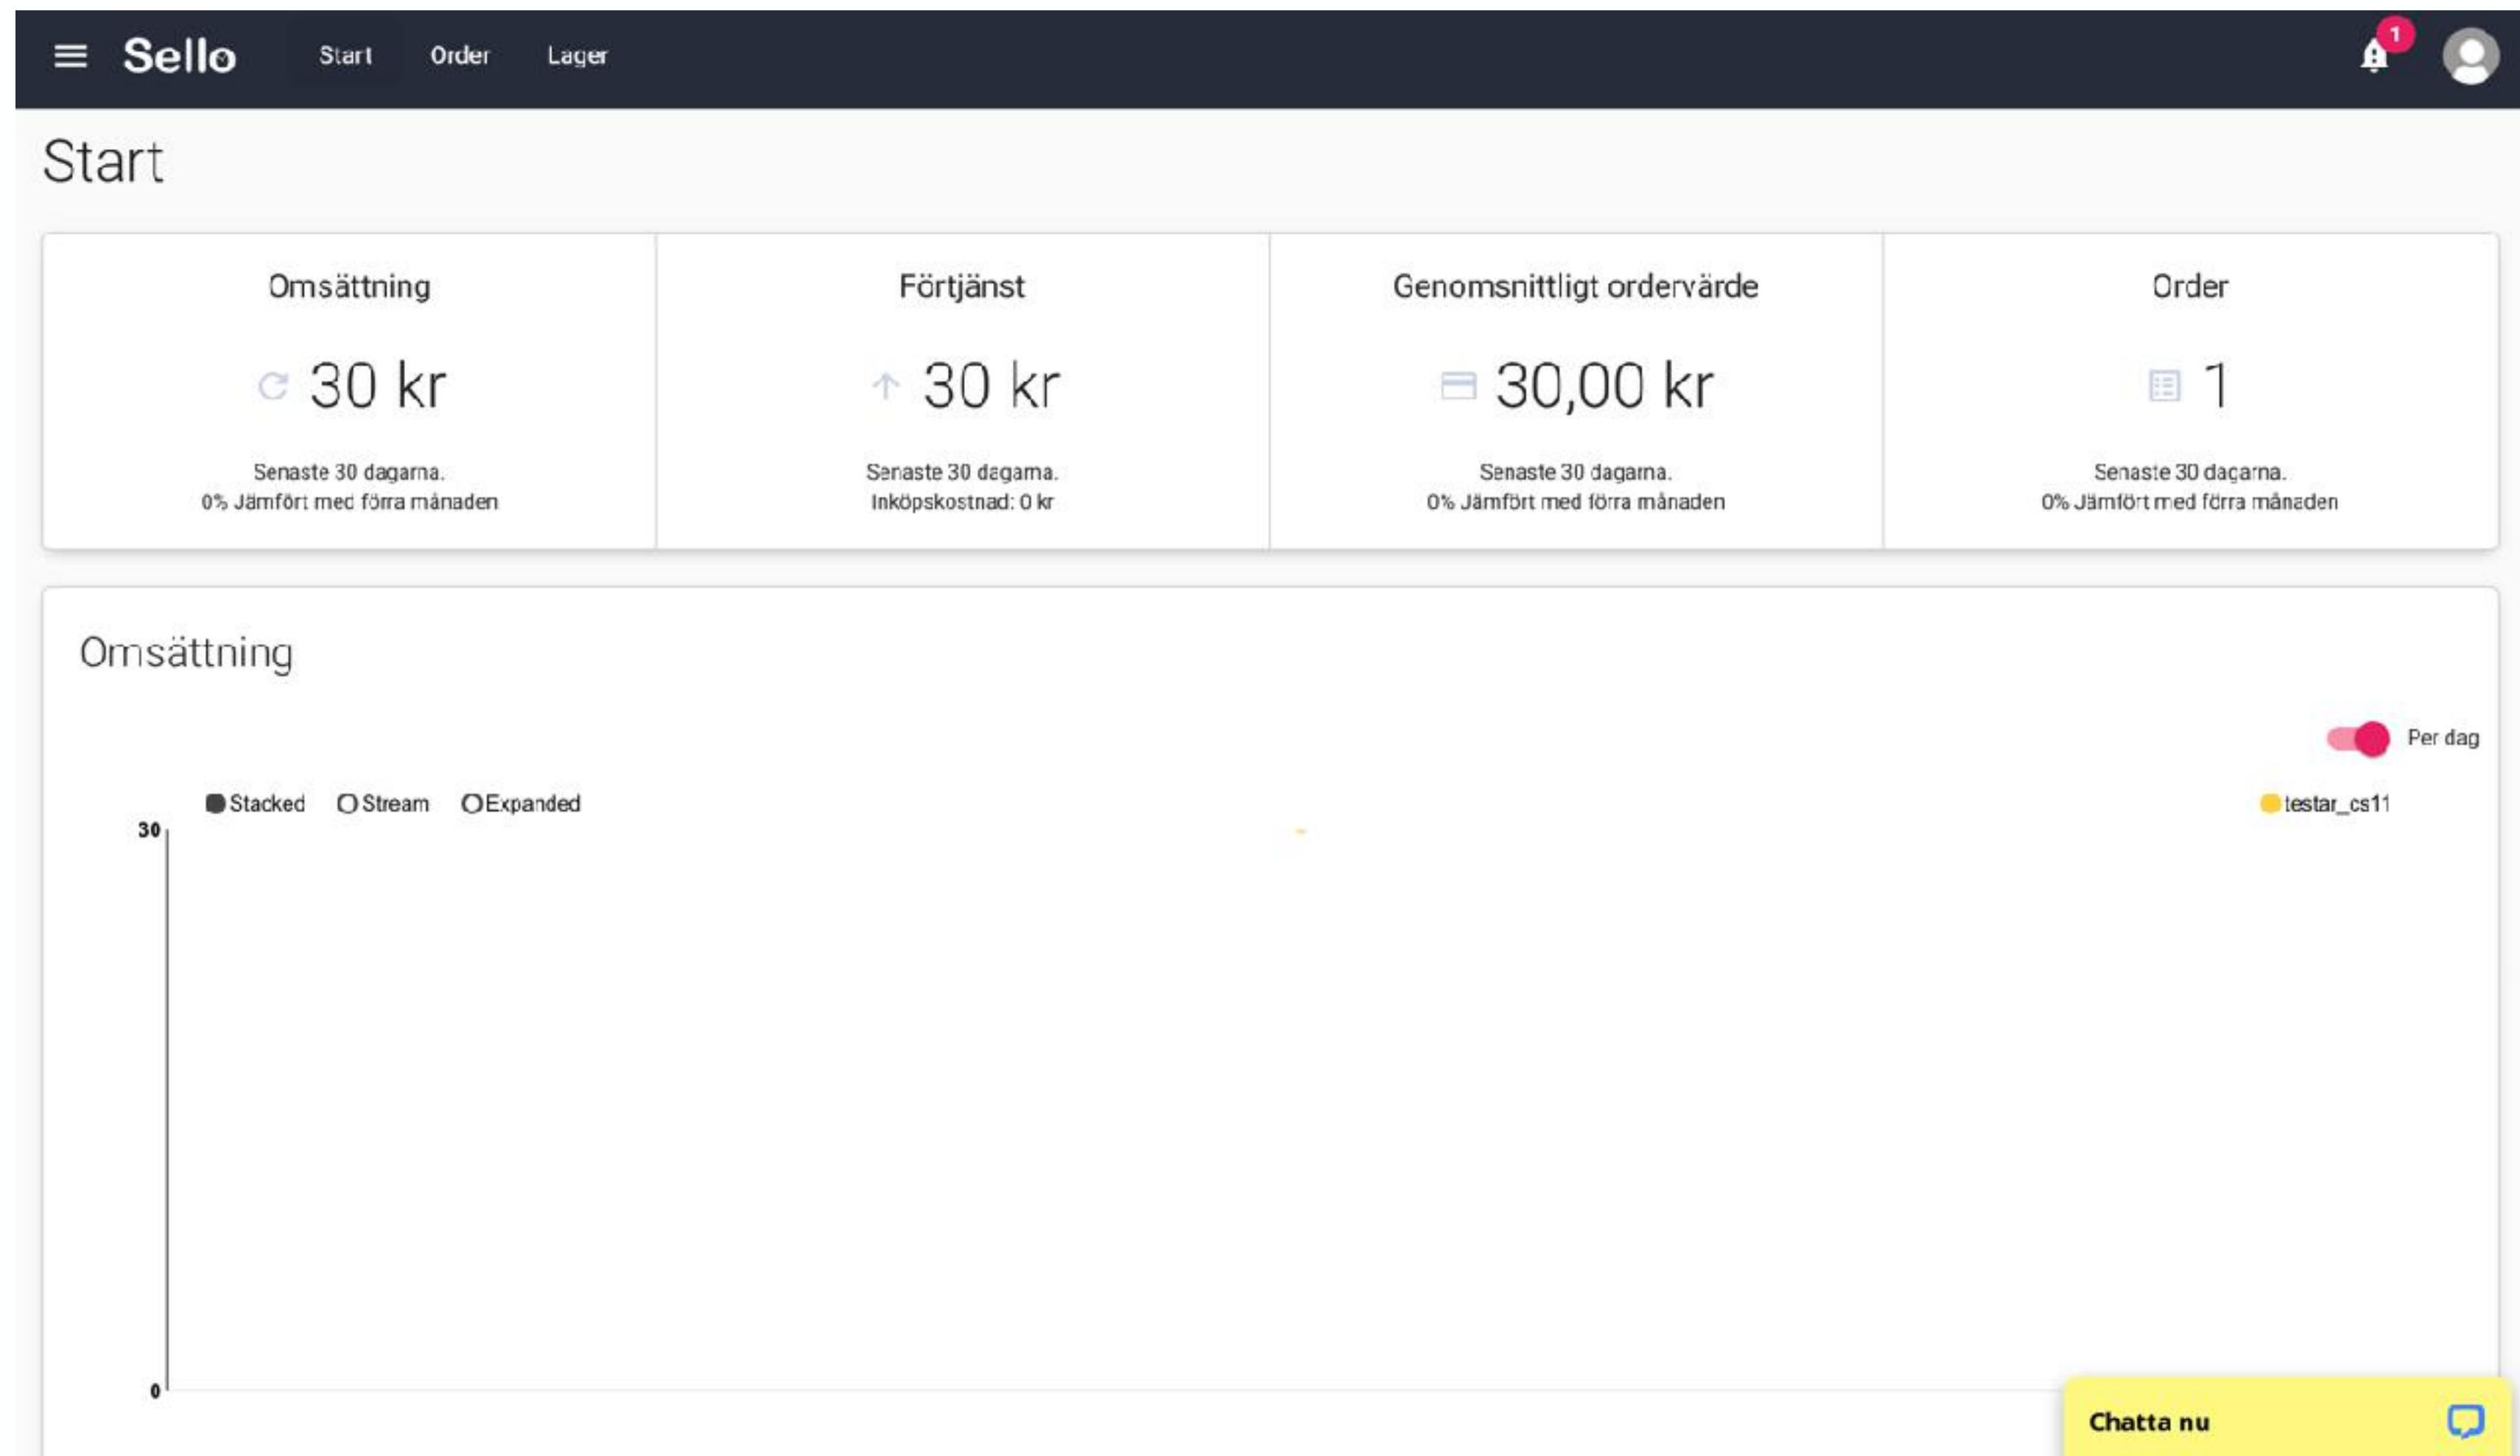 Sello Start Order Lager 1
Start
Omsättning
30 kr
Senaste 30 dagarna.
0% Jämfört med förra månaden
Förtjänst
30 kr
Senaste 30 dagarna.
Inköpskostnad: 0 kr
Genomsnittligt ordervärde
30,00 kr
Senaste 30 dagarna.
0% Jämfört med förra månaden
Order
1
Senaste 30 dagarna.
0% Jämfört med förra månaden
Omsättning
Per dag
Stacked Stream Expanded testar_cs11
30
0
Chatta nu